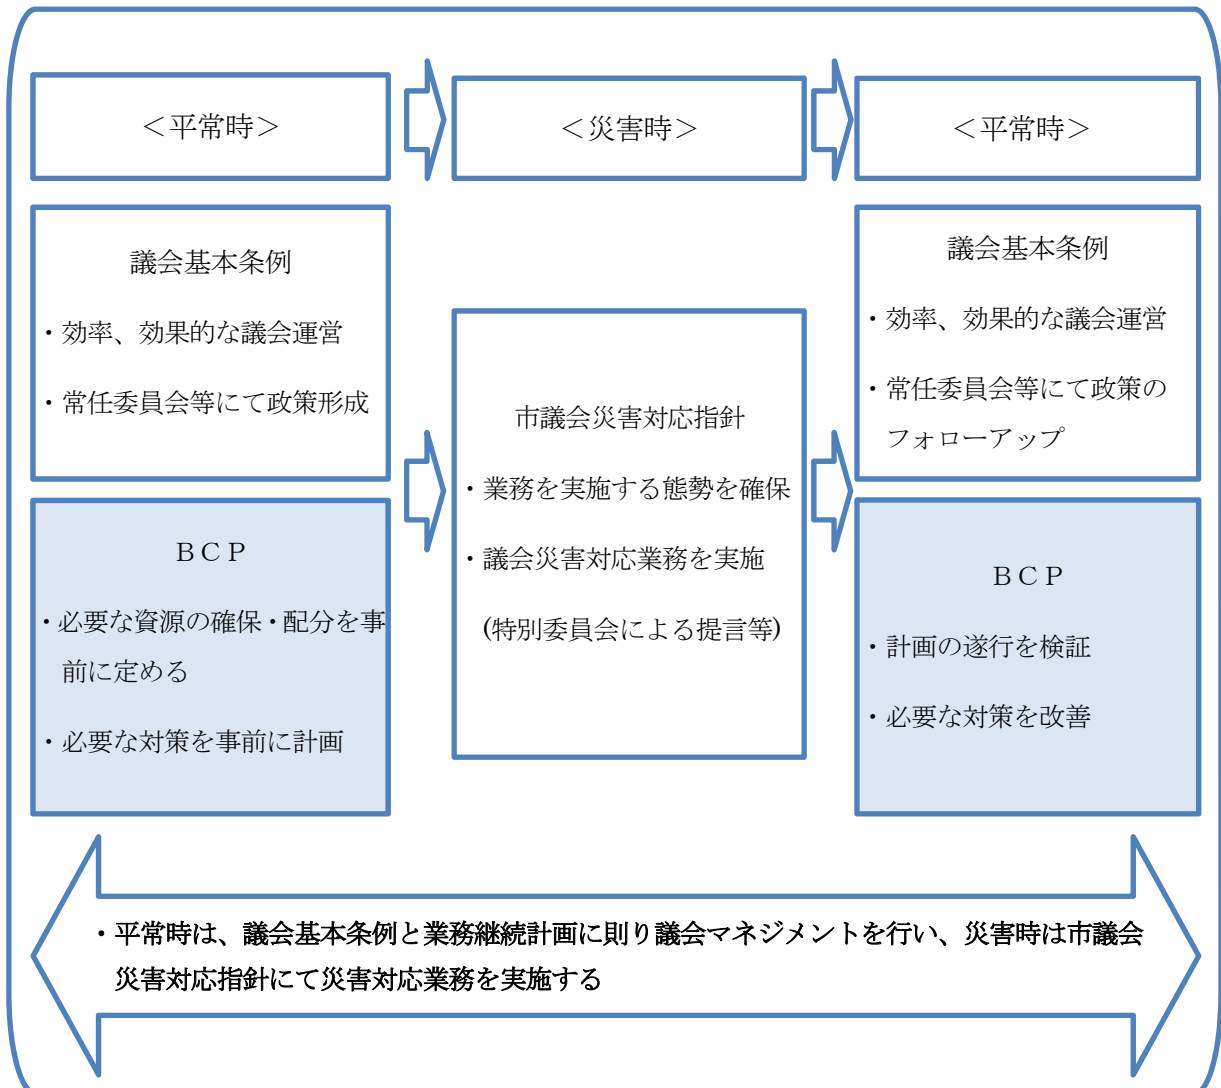 ＜平常時＞
＜災害時＞
＜平常時＞
議会基本条例
・効率、効果的な議会運営
・常任委員会等にて政策形成
ＢＣＰ
・必要な資源の確保・配分を事
前に定める
・必要な対策を事前に計画
市議会災害対応指針
・業務を実施する態勢を確保
・議会災害対応業務を実施
(特別委員会による提言等)
議会基本条例
・効率、効果的な議会運営
・常任委員会等にて政策の
フォローアップ
ＢＣＰ
・計画の遂行を検証
・必要な対策を改善
・平常時は、議会基本条例と業務継続計画に則り議会マネジメントを行い、災害時は市議会
災害対応指針にて災害対応業務を実施する